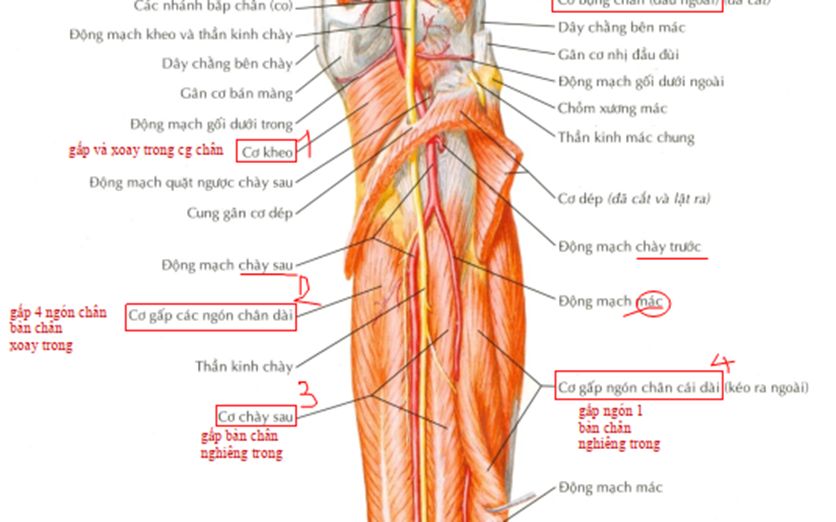 Các nhánh bắp chân (co)
Động mạch kheo và thần kinh chày
Dây chằng bên chày
Gân cơ bán màng
Động mạch gối dưới trong
1
gấp và xoay trong cg chân
Cơ kheo
Động mạch quặt ngược chày sau
Cung gân cơ dép
Động mạch chày sau
gấp 4 ngón chân
bàn chân
xoay trong
Cơ gấp các ngón chân dài
Thần kinh chày
3
Cơ chày sau
gấp bàn chân
nghiêng trong
Cơ bụng chân (đầu ngoài) (đã cắt)
Dây chằng bên mác
Gân cơ nhị đầu đùi
Động mạch gối dưới ngoài
Chỏm xương mác
Thần kinh mác chung
Cơ dép (đã cắt và lật ra)
Động mạch chày trước
Động mạch mác
4
Cơ gấp ngón chân cái dài (kéo ra ngoài)
gấp ngón 1
bàn chân
nghiêng trong
Động mạch mác